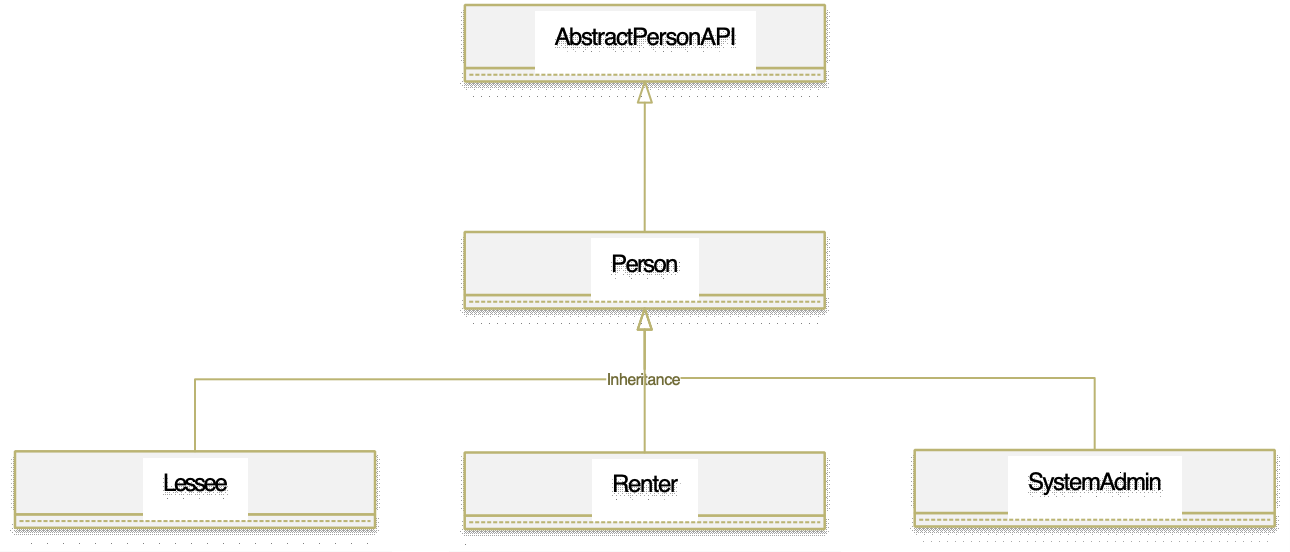 AbstractPersonAPI
Person
Inheritance
Lessee
Renter
SystemAdmin